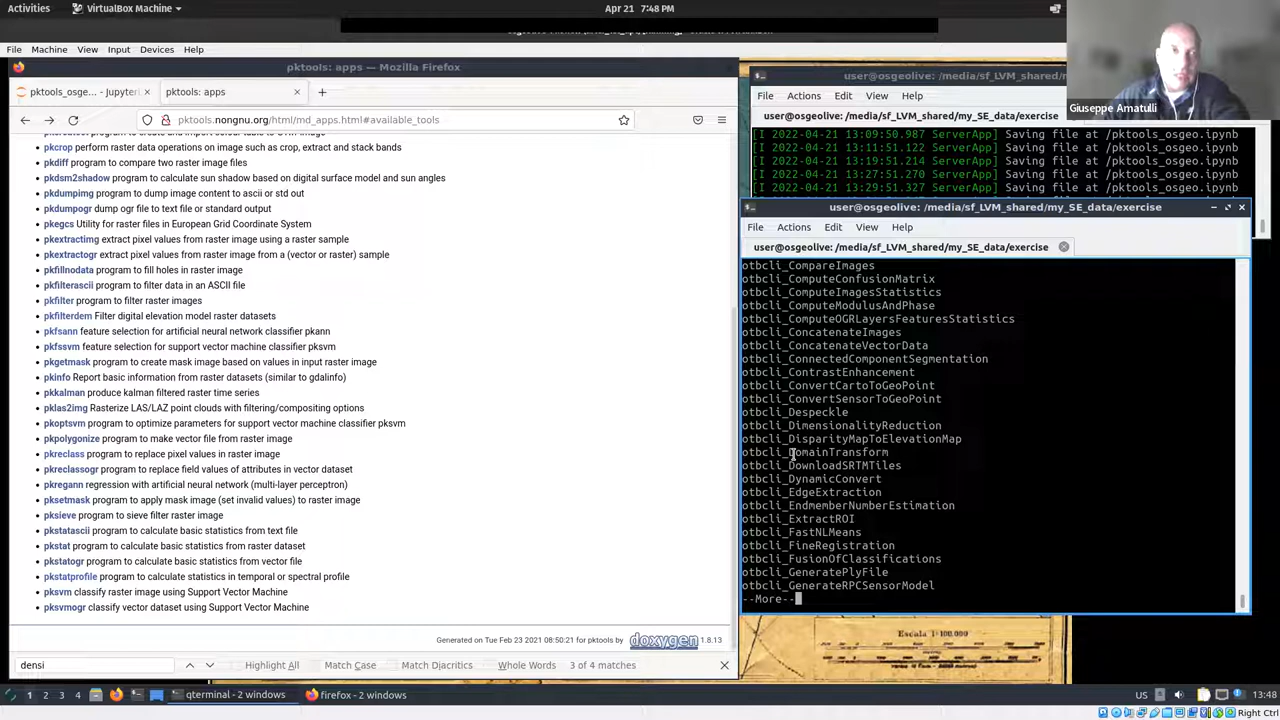 Activities
VirtualBox Machine
Apr 21 7:48 PM
File Machine View Input Devices Help
Giuseppe Amatulli
pktools: apps — Mozilla Firefox
pktools_osge... - Jupyter
pktools: apps
pktools.nongnu.org/html/md_apps.html#available_tools
pkcrop perform raster data operations on image such as crop, extract and stack bands
pkdiff program to compare two raster image files
pkdsm2shadow program to calculate sun shadow based on digital surface model and sun angles
pkdumpimg program to dump image content to ascii or std out
pkdumpogr dump ogr file to text file or standard output
pkegcs Utility for raster files in European Grid Coordinate System
pkextractimg extract pixel values from raster image using a raster sample
pkextractogr extract pixel values from raster image from a (vector or raster) sample
pkfillnodata program to fill holes in raster image
pkfilterascii program to filter data in an ASCII file
pkfilter program to filter raster images
pkfilterdem Filter digital elevation model raster datasets
pkfsann feature selection for artificial neural network classifier pkann
pkfssvm feature selection for support vector machine classifier pksvm
pkgetmask program to create mask image based on values in input raster image
pkinfo Report basic information from raster datasets (similar to gdalinfo)
pkkalman produce kalman filtered raster time series
pklas2img Rasterize LAS/LAZ point clouds with filtering/compositing options
pkoptsvm program to optimize parameters for support vector machine classifier pksvm
pkpolygonize program to make vector file from raster image
pkreclass program to replace pixel values in raster image
pkreclassogr program to replace field values of attributes in vector dataset
pkregann regression with artificial neural network (multi-layer perceptron)
pksetmask program to apply mask image (set invalid values) to raster image
pksieve program to sieve filter raster image
pkstatascii program to calculate basic statistics from text file
pkstat program to calculate basic statistics from raster dataset
pkstatogr program to calculate basic statistics from vector file
pkstatprofile program to calculate statistics in temporal or spectral profile
pksvm classify raster image using Support Vector Machine
pksvmogr classify vector dataset using Support Vector Machine
Generated on Tue Feb 23 2021 08:50:21 for pktools by doxygen 1.8.13
densi
Highlight All Match Case Match Diacritics Whole Words 3 of 4 matches
user@osgeolive: /media/sf_LVM_shared/m
File Actions Edit View Help
user@osgeolive: /media/sf_LVM_shared/my_SE_data/exercise
[I 2022-04-21 13:09:50.987 ServerApp] Saving file at /pktools_osgeo.ipynb
[I 2022-04-21 13:11:51.122 ServerApp] Saving file at /pktools_osgeo.ipynb
[I 2022-04-21 13:19:51.214 ServerApp] Saving file at /pktools_osgeo.ipynb
[I 2022-04-21 13:27:51.270 ServerApp] Saving file at /pktools_osgeo.ipynb
[I 2022-04-21 13:29:51.327 ServerApp] Saving file at /pktools_osgeo.ipynb
user@osgeolive: /media/sf_LVM_shared/my_SE_data/exercise
File Actions Edit View Help
user@osgeolive: /media/sf_LVM_shared/my_SE_data/exercise
otbcli_CompareImages
otbcli_ComputeConfusionMatrix
otbcli_ComputeImagesStatistics
otbcli_ComputeModulusAndPhase
otbcli_ComputeOGRLayersFeaturesStatistics
otbcli_ConcatenateImages
otbcli_ConcatenateVectorData
otbcli_ConnectedComponentSegmentation
otbcli_ContrastEnhancement
otbcli_ConvertCartoToGeoPoint
otbcli_ConvertSensorToGeoPoint
otbcli_Despeckle
otbcli_DimensionalityReduction
otbcli_DisparityMapToElevationMap
otbcli_DomainTransform
otbcli_DownloadSRTMTiles
otbcli_DynamicConvert
otbcli_EdgeExtraction
otbcli_EndmemberNumberEstimation
otbcli_ExtractROI
otbcli_FastNLMeans
otbcli_FineRegistration
otbcli_FusionOfClassifications
otbcli_GeneratePlyFile
otbcli_GenerateRPCSensorModel
--More--
Escala 1:100.000
1 2 3 4
qterminal - 2 windows
firefox - 2 windows
US
13:48
Right Ctrl